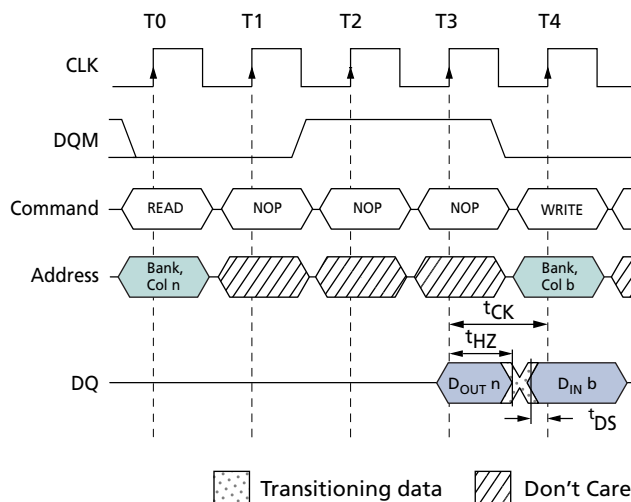 T0 T1 T2 T3 T4
CLK
DQM
Command READ NOP NOP NOP WRITE
Address Bank, Col n Bank, Col b
tCK
tHZ
DQ DOUT n DIN b
tDS
Transitioning data Don't Care